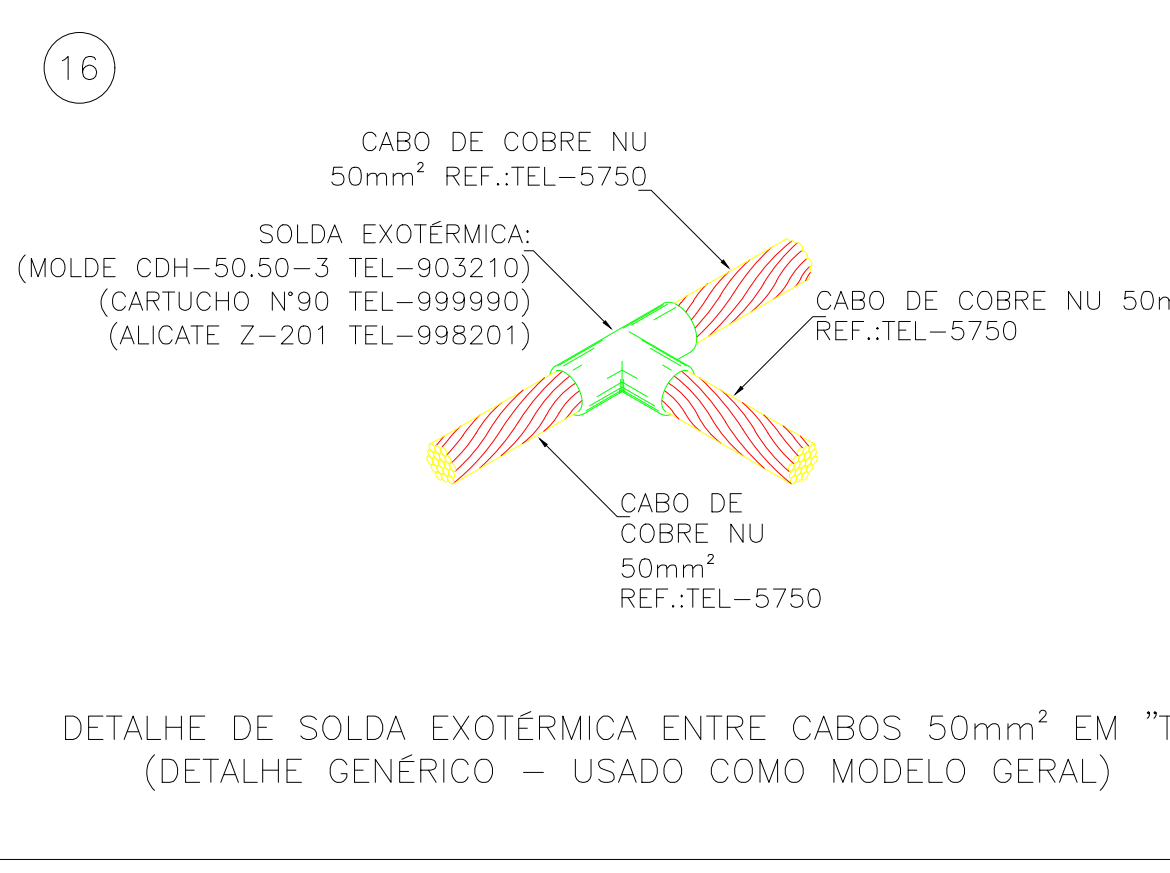 16
CABO DE COBRE NU
50mm² REF.:TEL-5750
SOLDA EXOTÉRMICA:
(MOLDE CDH-50.50-3 TEL-903210)
(CARTUCHO N°90 TEL-999990)
(ALICATE Z-201 TEL-998201)
CABO DE COBRE NU 50m
REF.:TEL-5750
CABO DE
COBRE NU
50mm²
REF.:TEL-5750
DETALHE DE SOLDA EXOTÉRMICA ENTRE CABOS 50mm² EM "T
(DETALHE GENÉRICO - USADO COMO MODELO GERAL)